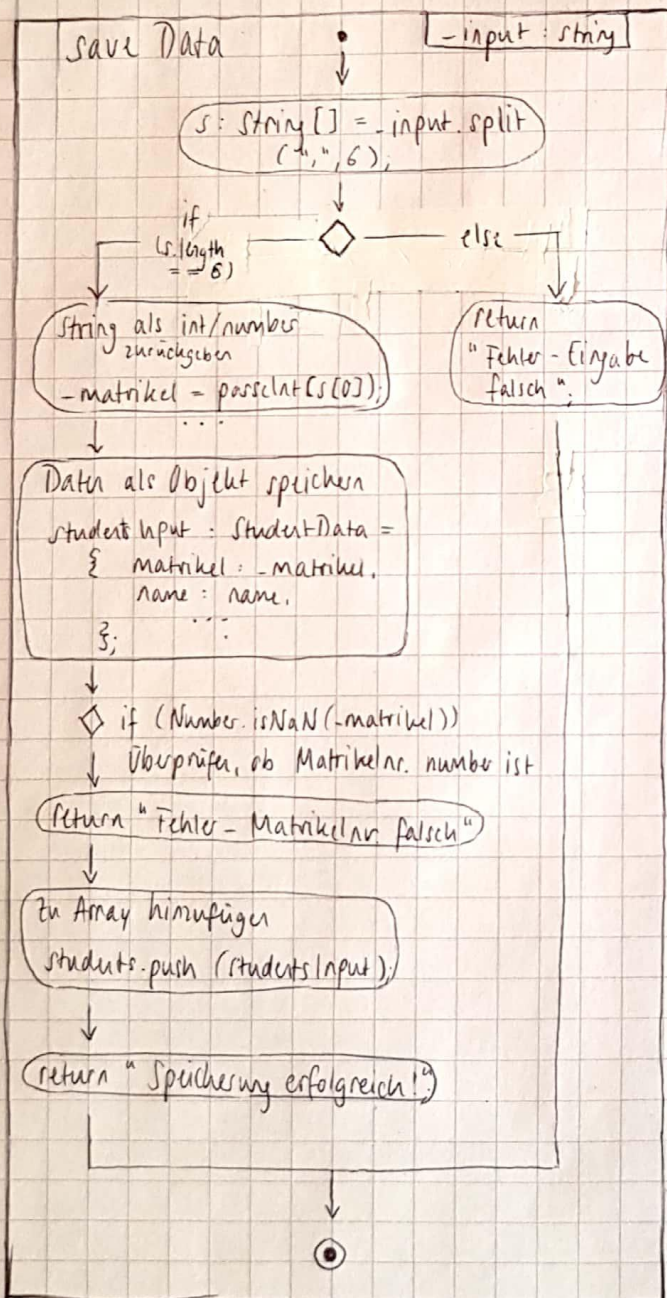 save Data
_input : string
s : String [] = _input.split
(",", 6);
if
(s.length
== 6)
else
String als int/number
zurückgeben
_matrikel = parseInt(s[0]);
...
return
"Fehler - Eingabe
falsch";
Daten als Objekt speichern
studentsInput : StudentData =
{ matrikel : _matrikel,
name : name,
...
};
if (Number.isNaN(_matrikel))
Überprüfen, ob Matrikelnr. number ist
return "Fehler - Matrikelnr. falsch"
Zu Array hinzufügen
students.push (studentsInput);
return "Speicherung erfolgreich!";